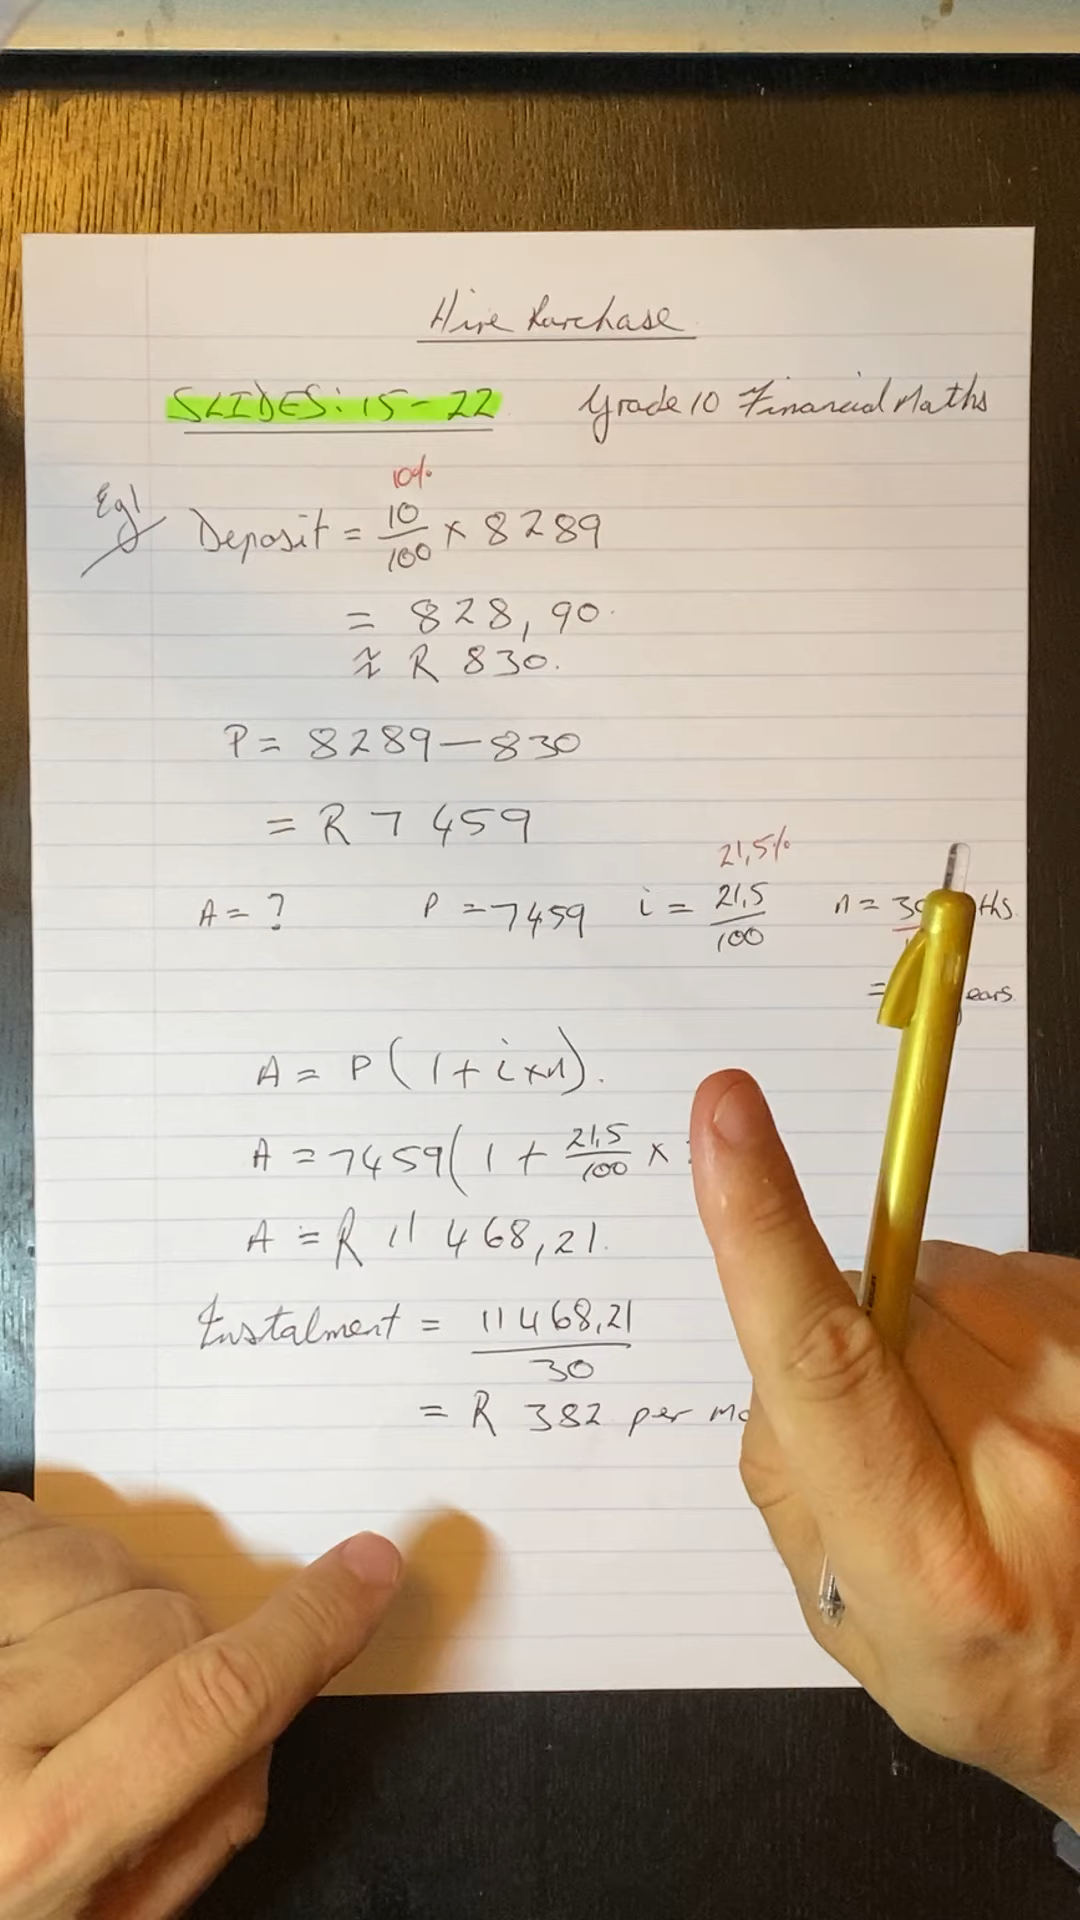 Hire Purchase
SLIDES: 15-22 Grade 10 Financial Maths
10%
Eg1 Deposit = 10/100 × 8289
= 828,90
≈ R 830.
P = 8289 - 830
= R 7 459
21,5%
A = ? P = 7459 i = 21,5/100 n = 30
=
A = P(1 + i×n).
A = 7459(1 + 21,5/100 ×
A = R 11 468,21.
Instalment = 11 468,21/30
= R 382 per